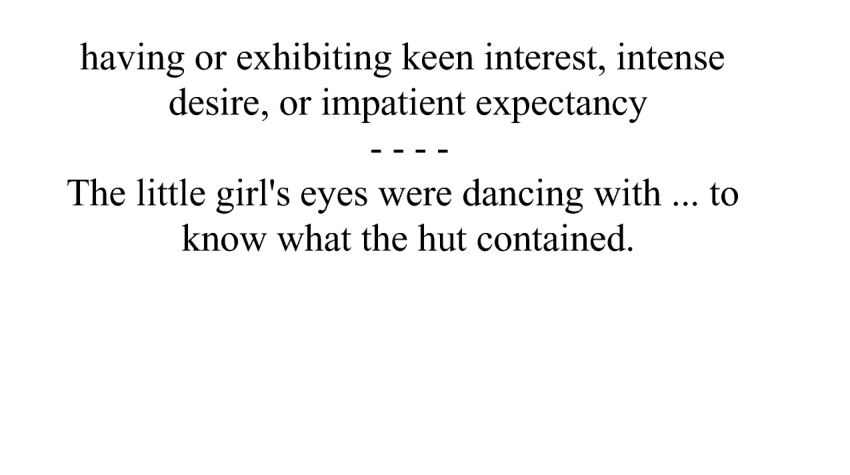 having or exhibiting keen interest, intense
desire, or impatient expectancy
- - - -
The little girl's eyes were dancing with ... to
know what the hut contained.